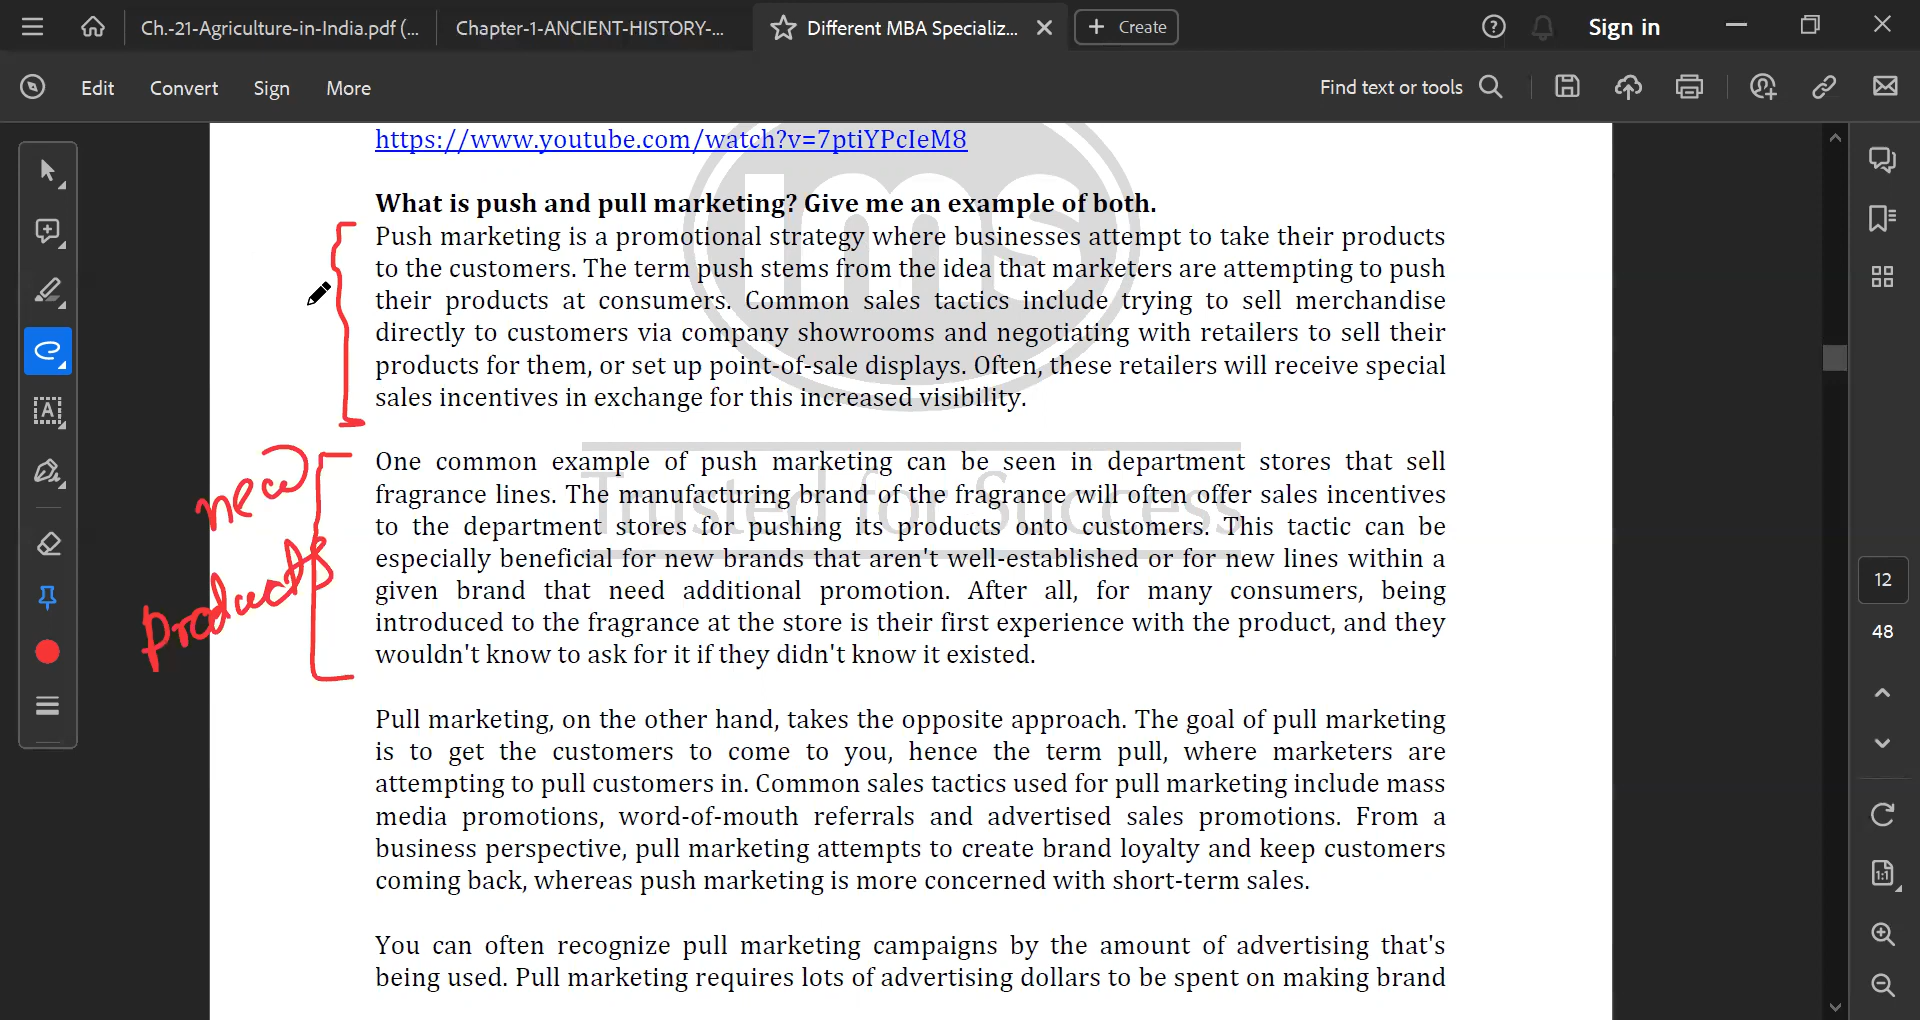 Ch.-21-Agriculture-in-India.pdf (...
Chapter-1-ANCIENT-HISTORY-...
Different MBA Specializ...
Create
Sign in
Edit
Convert
Sign
More
Find text or tools
https://www.youtube.com/watch?v=7ptiYPcIeM8
ims
What is push and pull marketing? Give me an example of both.
Push marketing is a promotional strategy where businesses attempt to take their products
to the customers. The term push stems from the idea that marketers are attempting to push
their products at consumers. Common sales tactics include trying to sell merchandise
directly to customers via company showrooms and negotiating with retailers to sell their
products for them, or set up point-of-sale displays. Often, these retailers will receive special
sales incentives in exchange for this increased visibility.
Trusted for Success
new
products
One common example of push marketing can be seen in department stores that sell
fragrance lines. The manufacturing brand of the fragrance will often offer sales incentives
to the department stores for pushing its products onto customers. This tactic can be
especially beneficial for new brands that aren't well-established or for new lines within a
given brand that need additional promotion. After all, for many consumers, being
introduced to the fragrance at the store is their first experience with the product, and they
wouldn't know to ask for it if they didn't know it existed.
12
48
Pull marketing, on the other hand, takes the opposite approach. The goal of pull marketing
is to get the customers to come to you, hence the term pull, where marketers are
attempting to pull customers in. Common sales tactics used for pull marketing include mass
media promotions, word-of-mouth referrals and advertised sales promotions. From a
business perspective, pull marketing attempts to create brand loyalty and keep customers
coming back, whereas push marketing is more concerned with short-term sales.
1:1
You can often recognize pull marketing campaigns by the amount of advertising that's
being used. Pull marketing requires lots of advertising dollars to be spent on making brand